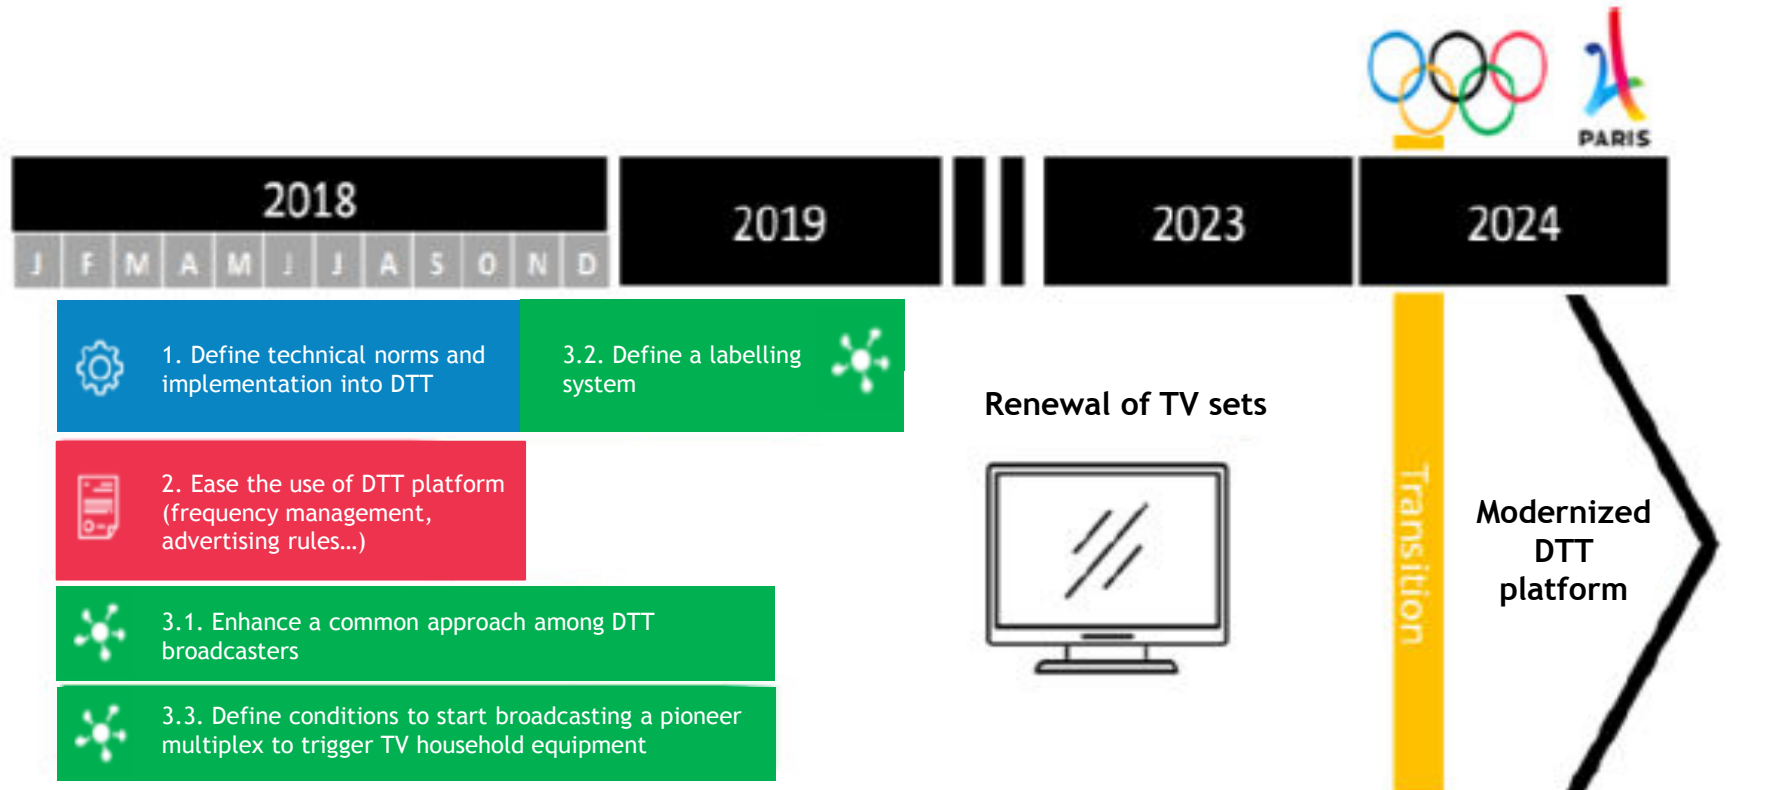 PARIS
2018
2019
2023
2024
J F M A M J J A S O N D
1. Define technical norms and
implementation into DTT
3.2. Define a labelling
system
Renewal of TV sets
2. Ease the use of DTT platform
(frequency management,
advertising rules…)
Transition
Modernized
DTT
platform
3.1. Enhance a common approach among DTT
broadcasters
3.3. Define conditions to start broadcasting a pioneer
multiplex to trigger TV household equipment